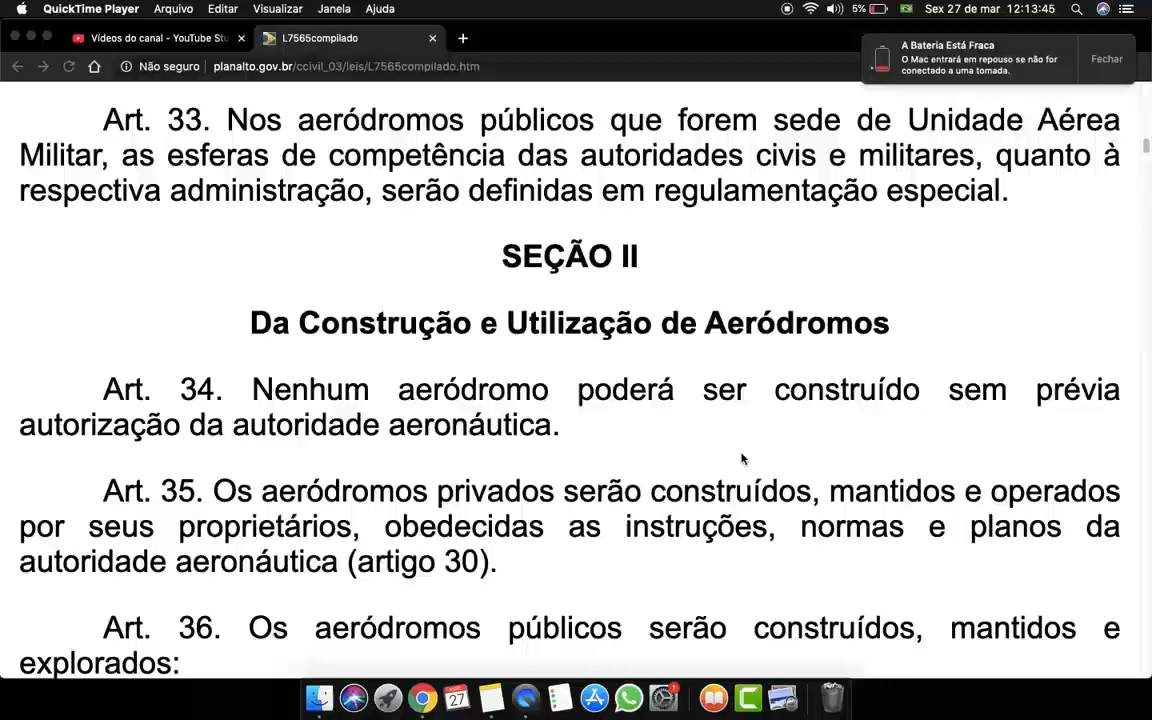 QuickTime Player Arquivo Editar Visualizar Janela Ajuda 5% Sex 27 de mar 12:13:45
Vídeos do canal - YouTube Stu L7565compilado
Não seguro planalto.gov.br/ccivil_03/leis/L7565compilado.htm
A Bateria Está Fraca
O Mac entrará em repouso se não for
conectado a uma tomada.
Fechar
Art. 33. Nos aeródromos públicos que forem sede de Unidade Aérea
Militar, as esferas de competência das autoridades civis e militares, quanto à
respectiva administração, serão definidas em regulamentação especial.
SEÇÃO II
Da Construção e Utilização de Aeródromos
Art. 34. Nenhum aeródromo poderá ser construído sem prévia
autorização da autoridade aeronáutica.
Art. 35. Os aeródromos privados serão construídos, mantidos e operados
por seus proprietários, obedecidas as instruções, normas e planos da
autoridade aeronáutica (artigo 30).
Art. 36. Os aeródromos públicos serão construídos, mantidos e
explorados:
27
1